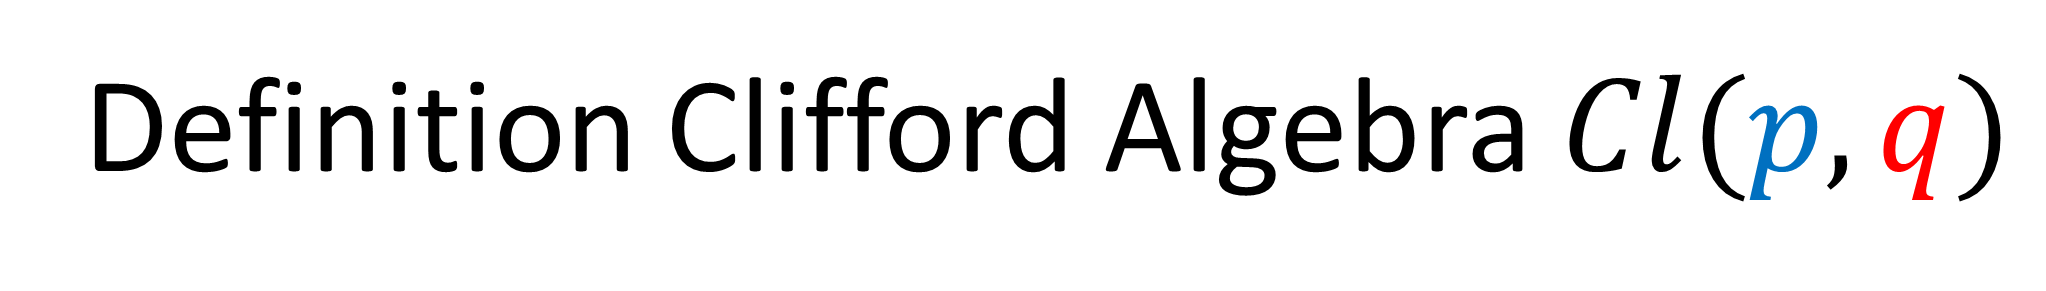 Definition Clifford Algebra 𝐶𝑙(𝑝, 𝑞)